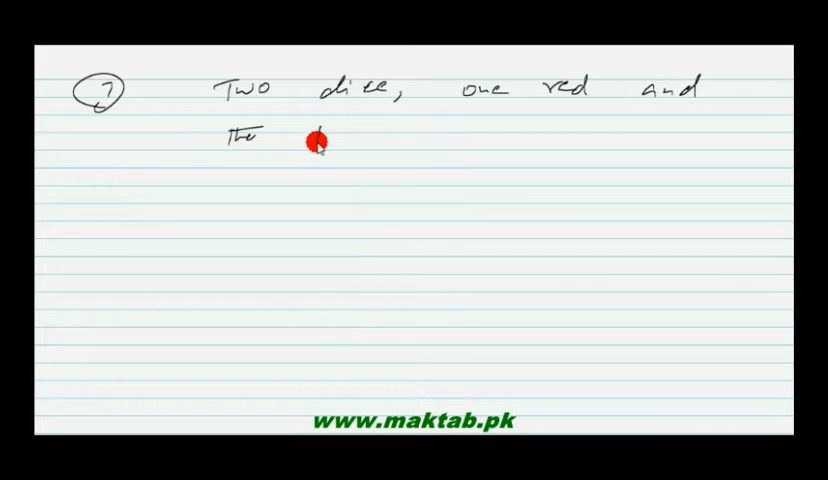 7 Two dice, one red and
the
www.maktab.pk